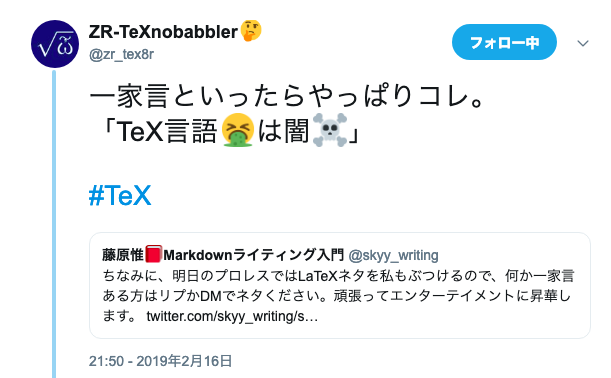 ZR-TeXnobabbler🤔
@zr_tex8r
フォロー中
一家言といったらやっぱりコレ。
「TeX言語🤮は闇☠️」
#TeX
藤原惟📕Markdownライティング入門 @skyy_writing
ちなみに、明日のプロレスではLaTeXネタを私もぶつけるので、何か一家言
ある方はリプかDMでネタください。頑張ってエンターテイメントに昇華し
ます。 twitter.com/skyy_writing/s…
21:50 - 2019年2月16日